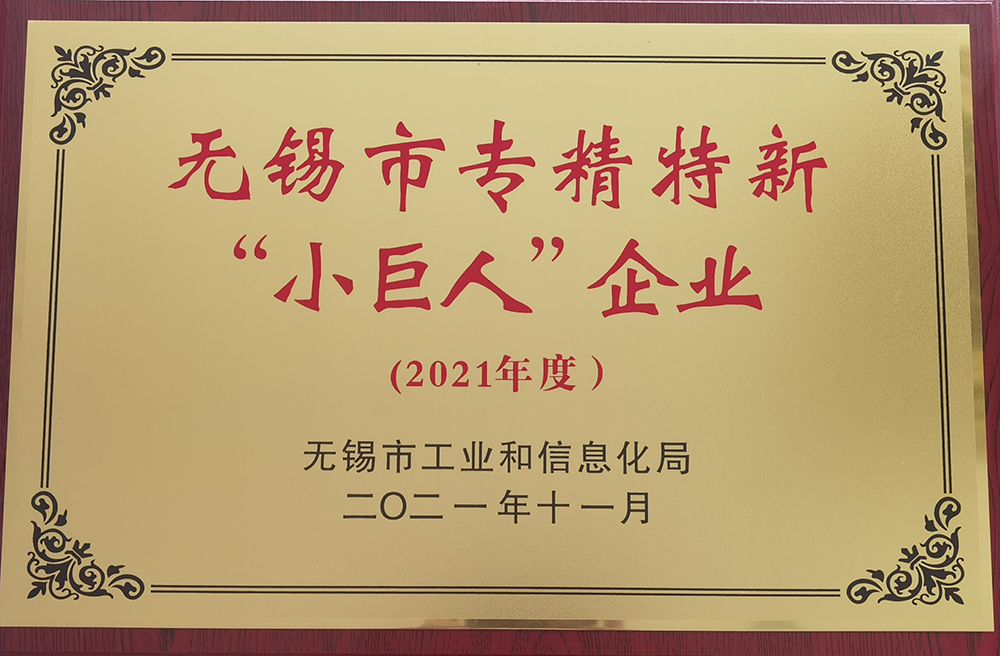 无锡市专精特新
“小巨人”企业
(2021年度）
无锡市工业和信息化局
二〇二一年十一月